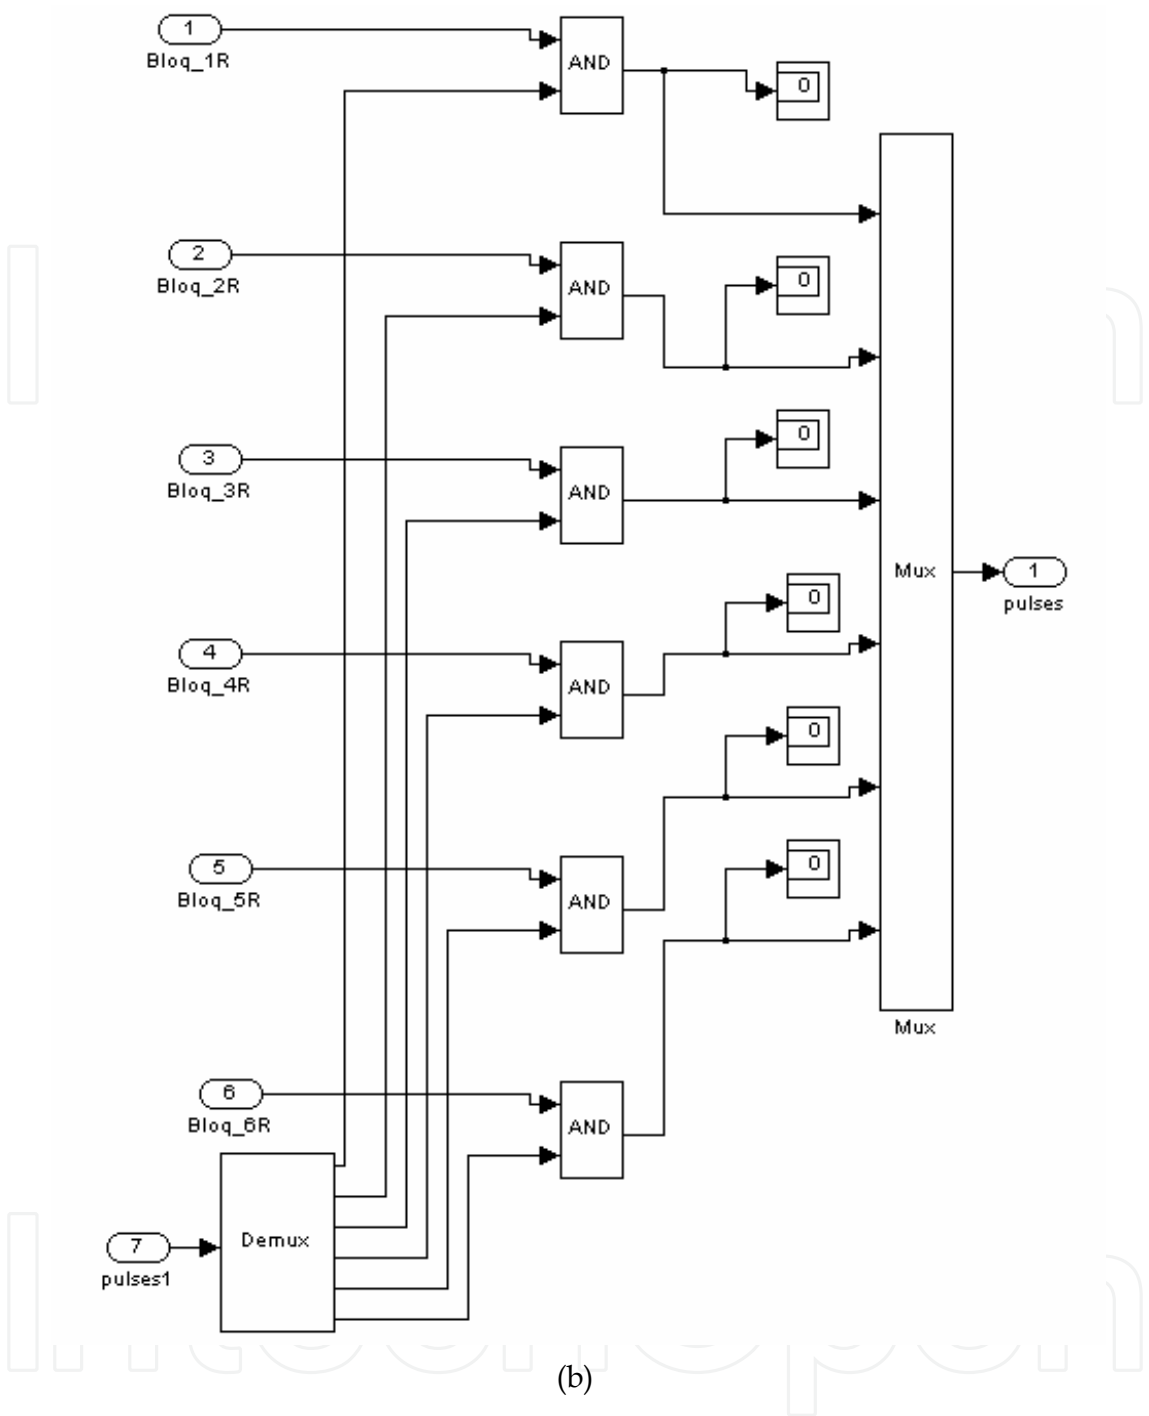 1
Bloq_1R
AND
0
2
Bloq_2R
AND
0
3
Bloq_3R
AND
0
Mux
1
pulses
4
Bloq_4R
AND
0
0
5
Bloq_5R
AND
0
Mux
6
Bloq_6R
AND
7
pulses1
Demux
(b)
IntechOpen